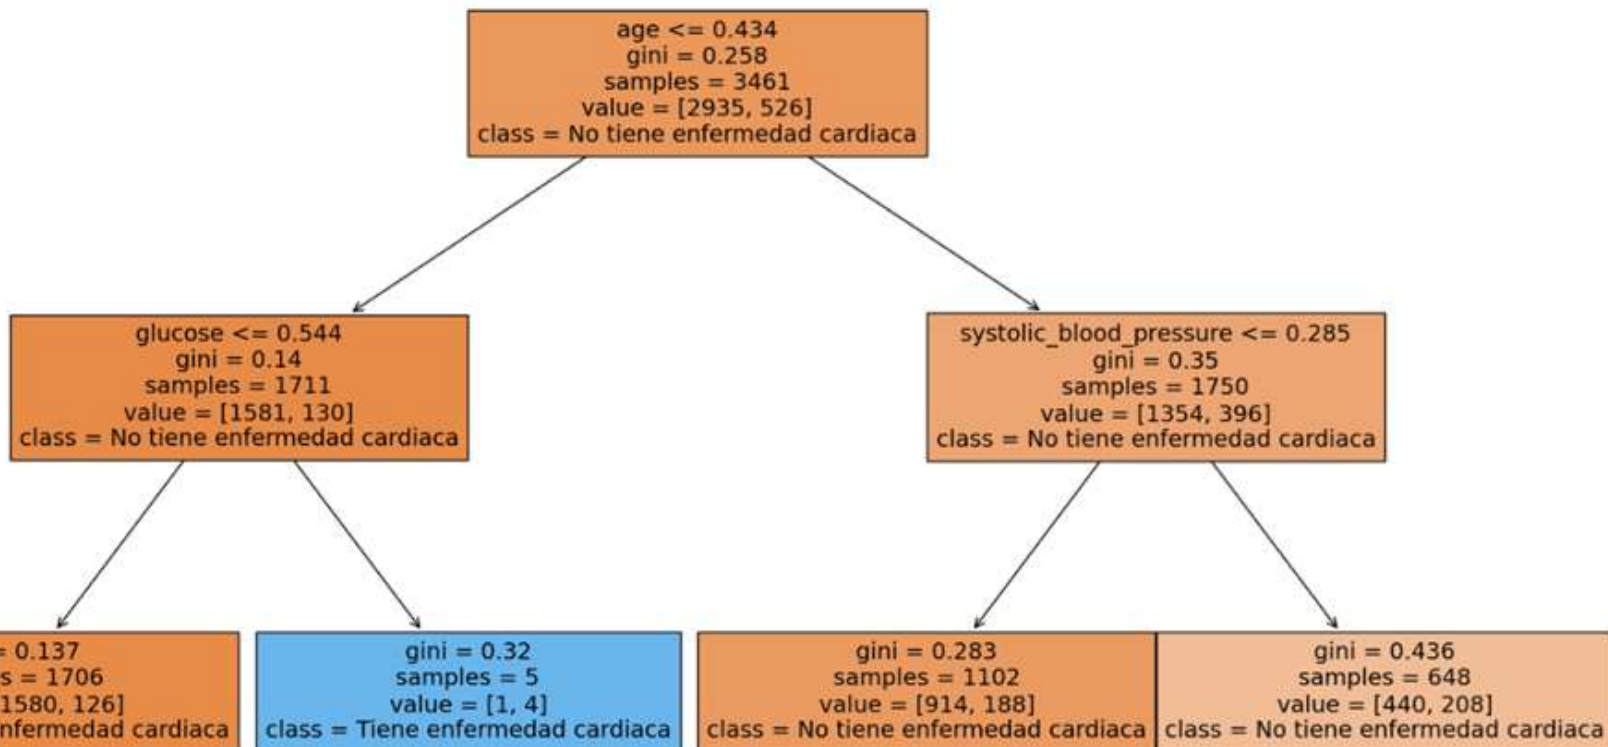 age <= 0.434
gini = 0.258
samples = 3461
value = [2935, 526]
class = No tiene enfermedad cardiaca
glucose <= 0.544
gini = 0.14
samples = 1711
value = [1581, 130]
class = No tiene enfermedad cardiaca
systolic_blood_pressure <= 0.285
gini = 0.35
samples = 1750
value = [1354, 396]
class = No tiene enfermedad cardiaca
= 0.137
s = 1706
1580, 126]
nfermedad cardiaca
gini = 0.32
samples = 5
value = [1, 4]
class = Tiene enfermedad cardiaca
gini = 0.283
samples = 1102
value = [914, 188]
class = No tiene enfermedad cardiaca
gini = 0.436
samples = 648
value = [440, 208]
class = No tiene enfermedad cardiaca